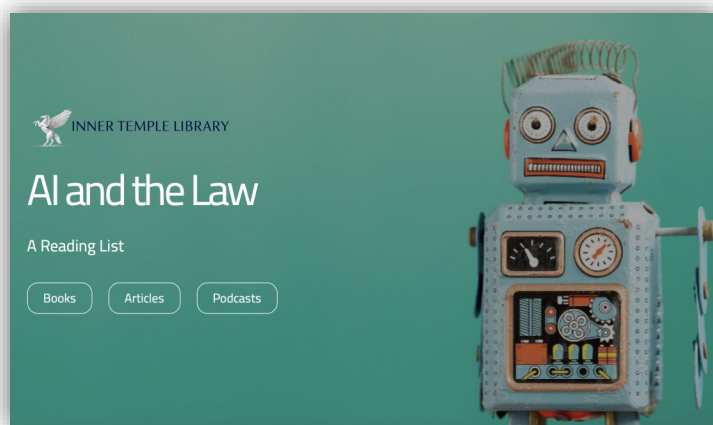 INNER TEMPLE LIBRARY
AI and the Law
A Reading List
Books
Articles
Podcasts